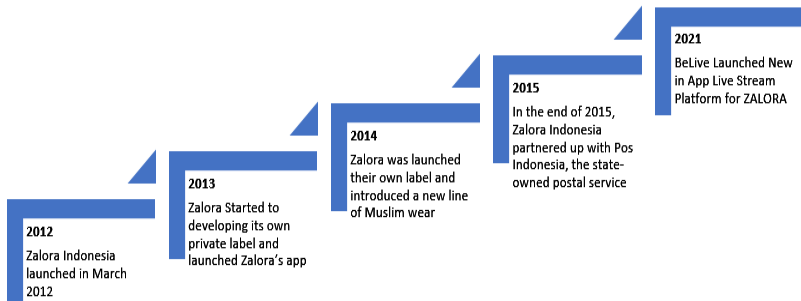 2012
Zalora Indonesia
launched in March
2012
2013
Zalora Started to
developing its own
private label and
launched Zalora's app
2014
Zalora was launched
their own label and
introduced a new line
of Muslim wear
2015
In the end of 2015,
Zalora Indonesia
partnered up with Pos
Indonesia, the state-
owned postal service
2021
BeLive Launched New
in App Live Stream
Platform for ZALORA